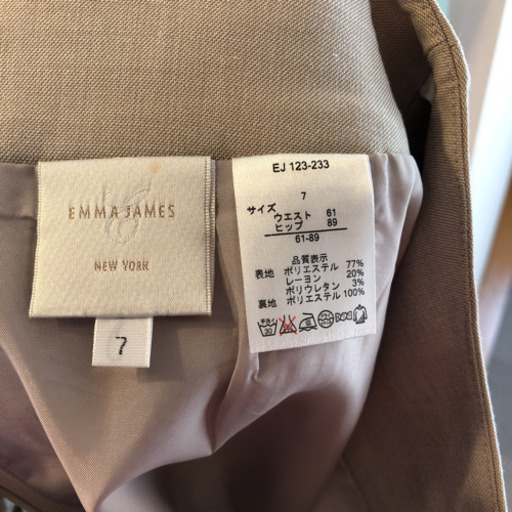 EMMA JAMES
NEW YORK
7
EJ 123-233
7
サイズ
ウエスト 61
ヒップ 89
61-89
品質表示
表地 ポリエステル 77%
レーヨン 20%
ポリウレタン 3%
裏地 ポリエステル 100%